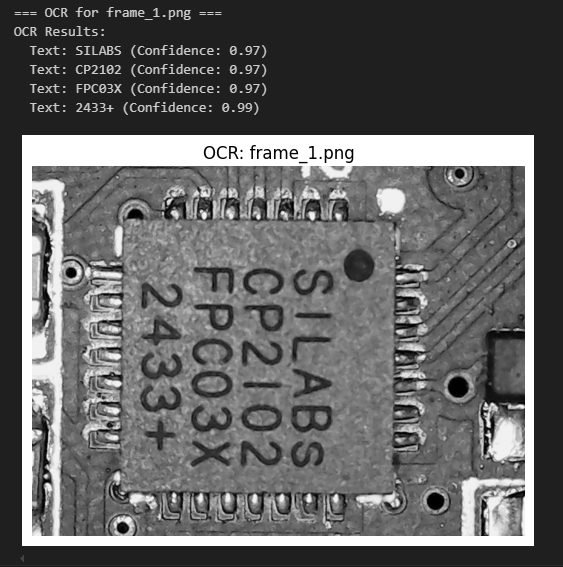 === OCR for frame_1.png ===
OCR Results:
Text: SILABS (Confidence: 0.97)
Text: CP2102 (Confidence: 0.97)
Text: FPC03X (Confidence: 0.97)
Text: 2433+ (Confidence: 0.99)
OCR: frame_1.png
SILABS
CP2102
FPC03X
2433+